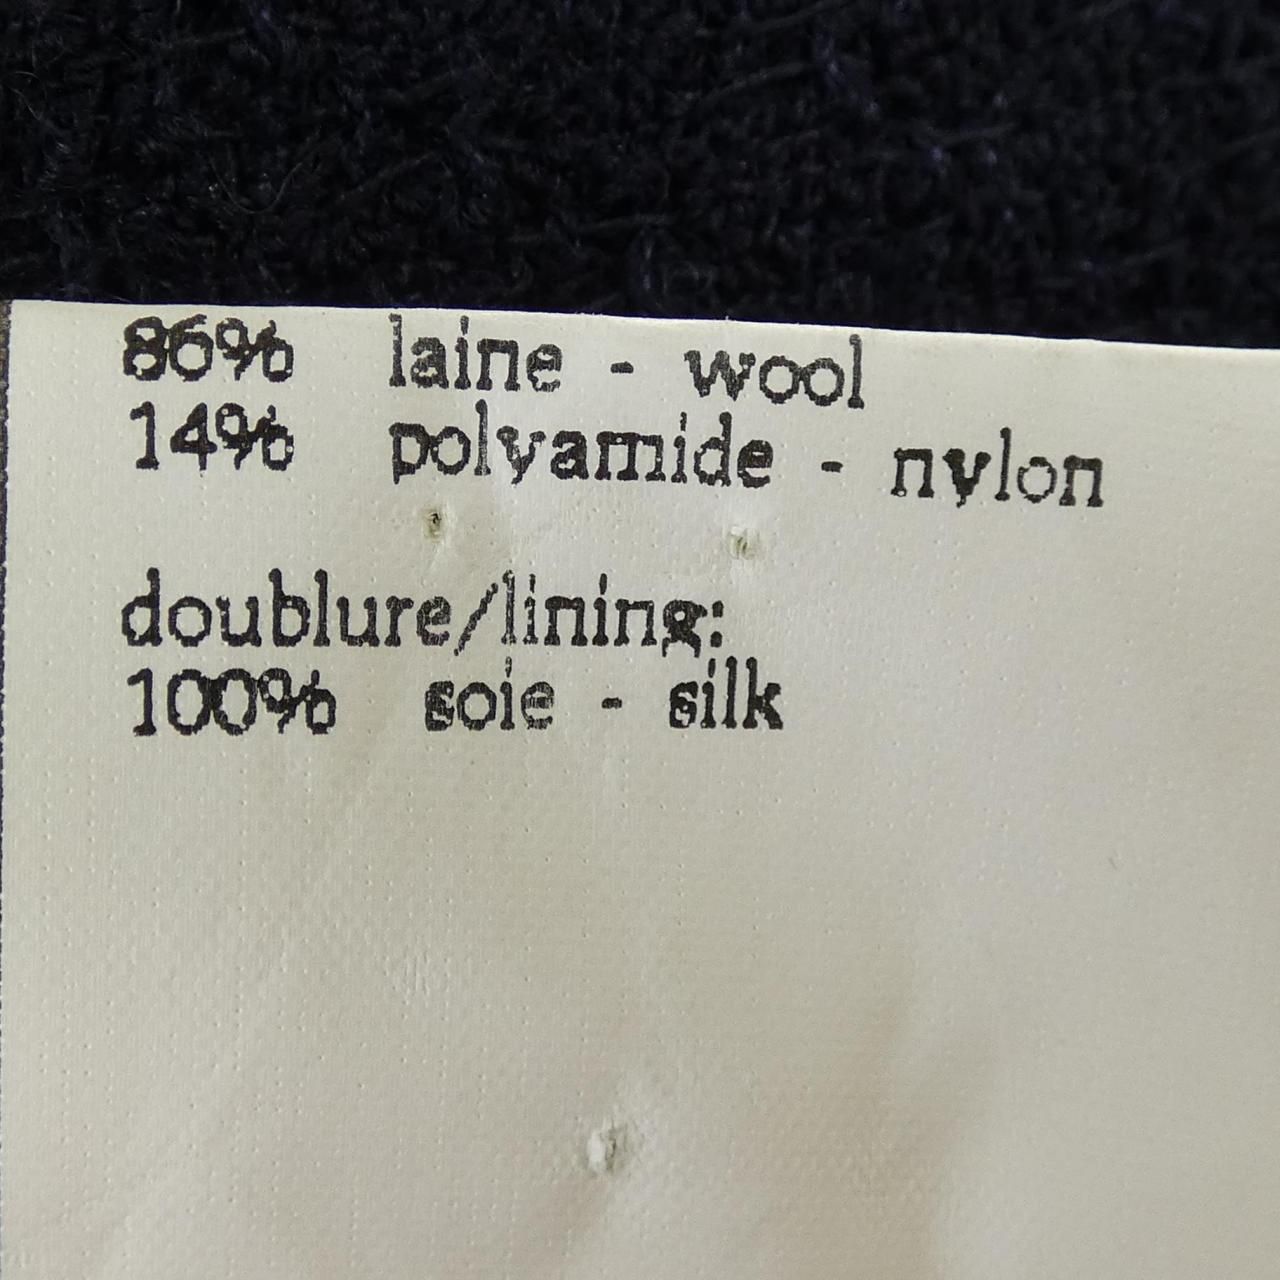 86% laine - wool
14% polyamide - nylon
doublure/lining:
100% soie - silk